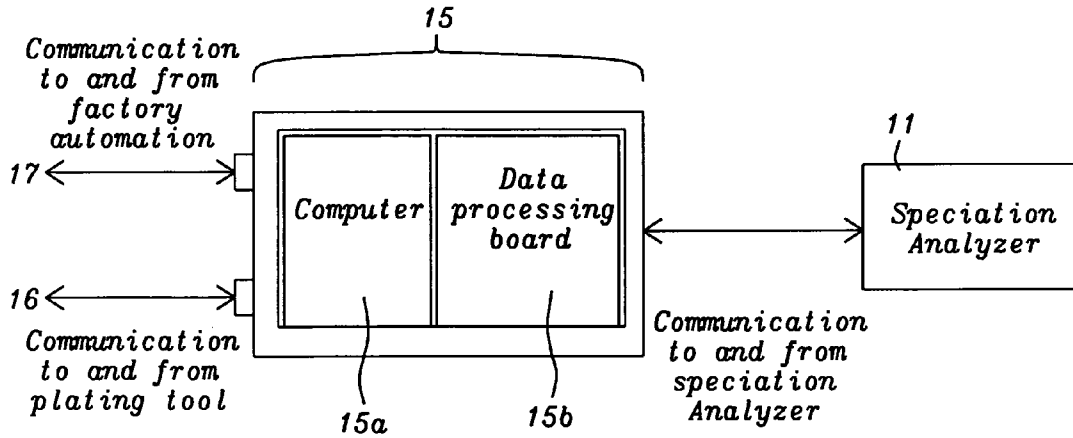 15
Communication
to and from
factory
automation
17
Computer
Data
processing
board
11
Speciation
Analyzer
16
Communication
to and from
plating tool
15a
15b
Communication
to and from
speciation
Analyzer